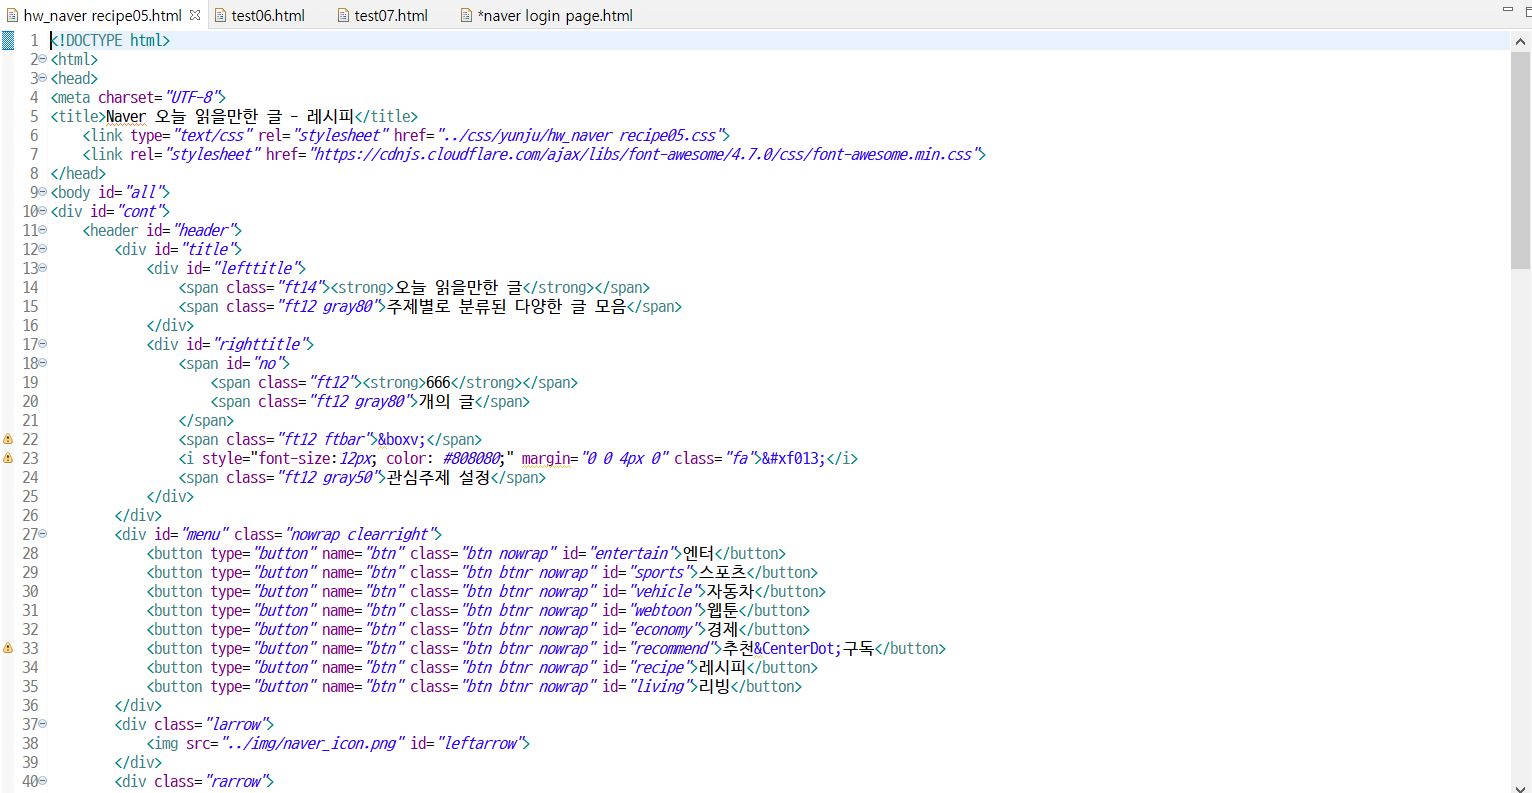 hw_naver recipe05.html test06.html test07.html *naver login page.html
1 <!DOCTYPE html>
2 <html>
3 <head>
4 <meta charset="UTF-8">
5 <title>Naver 오늘 읽을만한 글 - 레시피</title>
6 <link type="text/css" rel="stylesheet" href="../css/yunju/hw_naver recipe05.css">
7 <link rel="stylesheet" href="https://cdnjs.cloudflare.com/ajax/libs/font-awesome/4.7.0/css/font-awesome.min.css">
8 </head>
9 <body id="all">
10 <div id="cont">
11 <header id="header">
12 <div id="title">
13 <div id="lefttitle">
14 <span class="ft14"><strong>오늘 읽을만한 글</strong></span>
15 <span class="ft12 gray80">주제별로 분류된 다양한 글 모음</span>
16 </div>
17 <div id="righttitle">
18 <span id="no">
19 <span class="ft12"><strong>666</strong></span>
20 <span class="ft12 gray80">개의 글</span>
21 </span>
22 <span class="ft12 ftbar">&boxv;</span>
23 <i style="font-size:12px; color: #808080;" margin="0 0 4px 0" class="fa">&#xf013;</i>
24 <span class="ft12 gray50">관심주제 설정</span>
25 </div>
26 </div>
27 <div id="menu" class="nowrap clearright">
28 <button type="button" name="btn" class="btn nowrap" id="entertain">엔터</button>
29 <button type="button" name="btn" class="btn btnr nowrap" id="sports">스포츠</button>
30 <button type="button" name="btn" class="btn btnr nowrap" id="vehicle">자동차</button>
31 <button type="button" name="btn" class="btn btnr nowrap" id="webtoon">웹툰</button>
32 <button type="button" name="btn" class="btn btnr nowrap" id="economy">경제</button>
33 <button type="button" name="btn" class="btn btnr nowrap" id="recommend">추천&CenterDot;구독</button>
34 <button type="button" name="btn" class="btn btnr nowrap" id="recipe">레시피</button>
35 <button type="button" name="btn" class="btn btnr nowrap" id="living">리빙</button>
36 </div>
37 <div class="larrow">
38 <img src="../img/naver_icon.png" id="leftarrow">
39 </div>
40 <div class="rarrow">